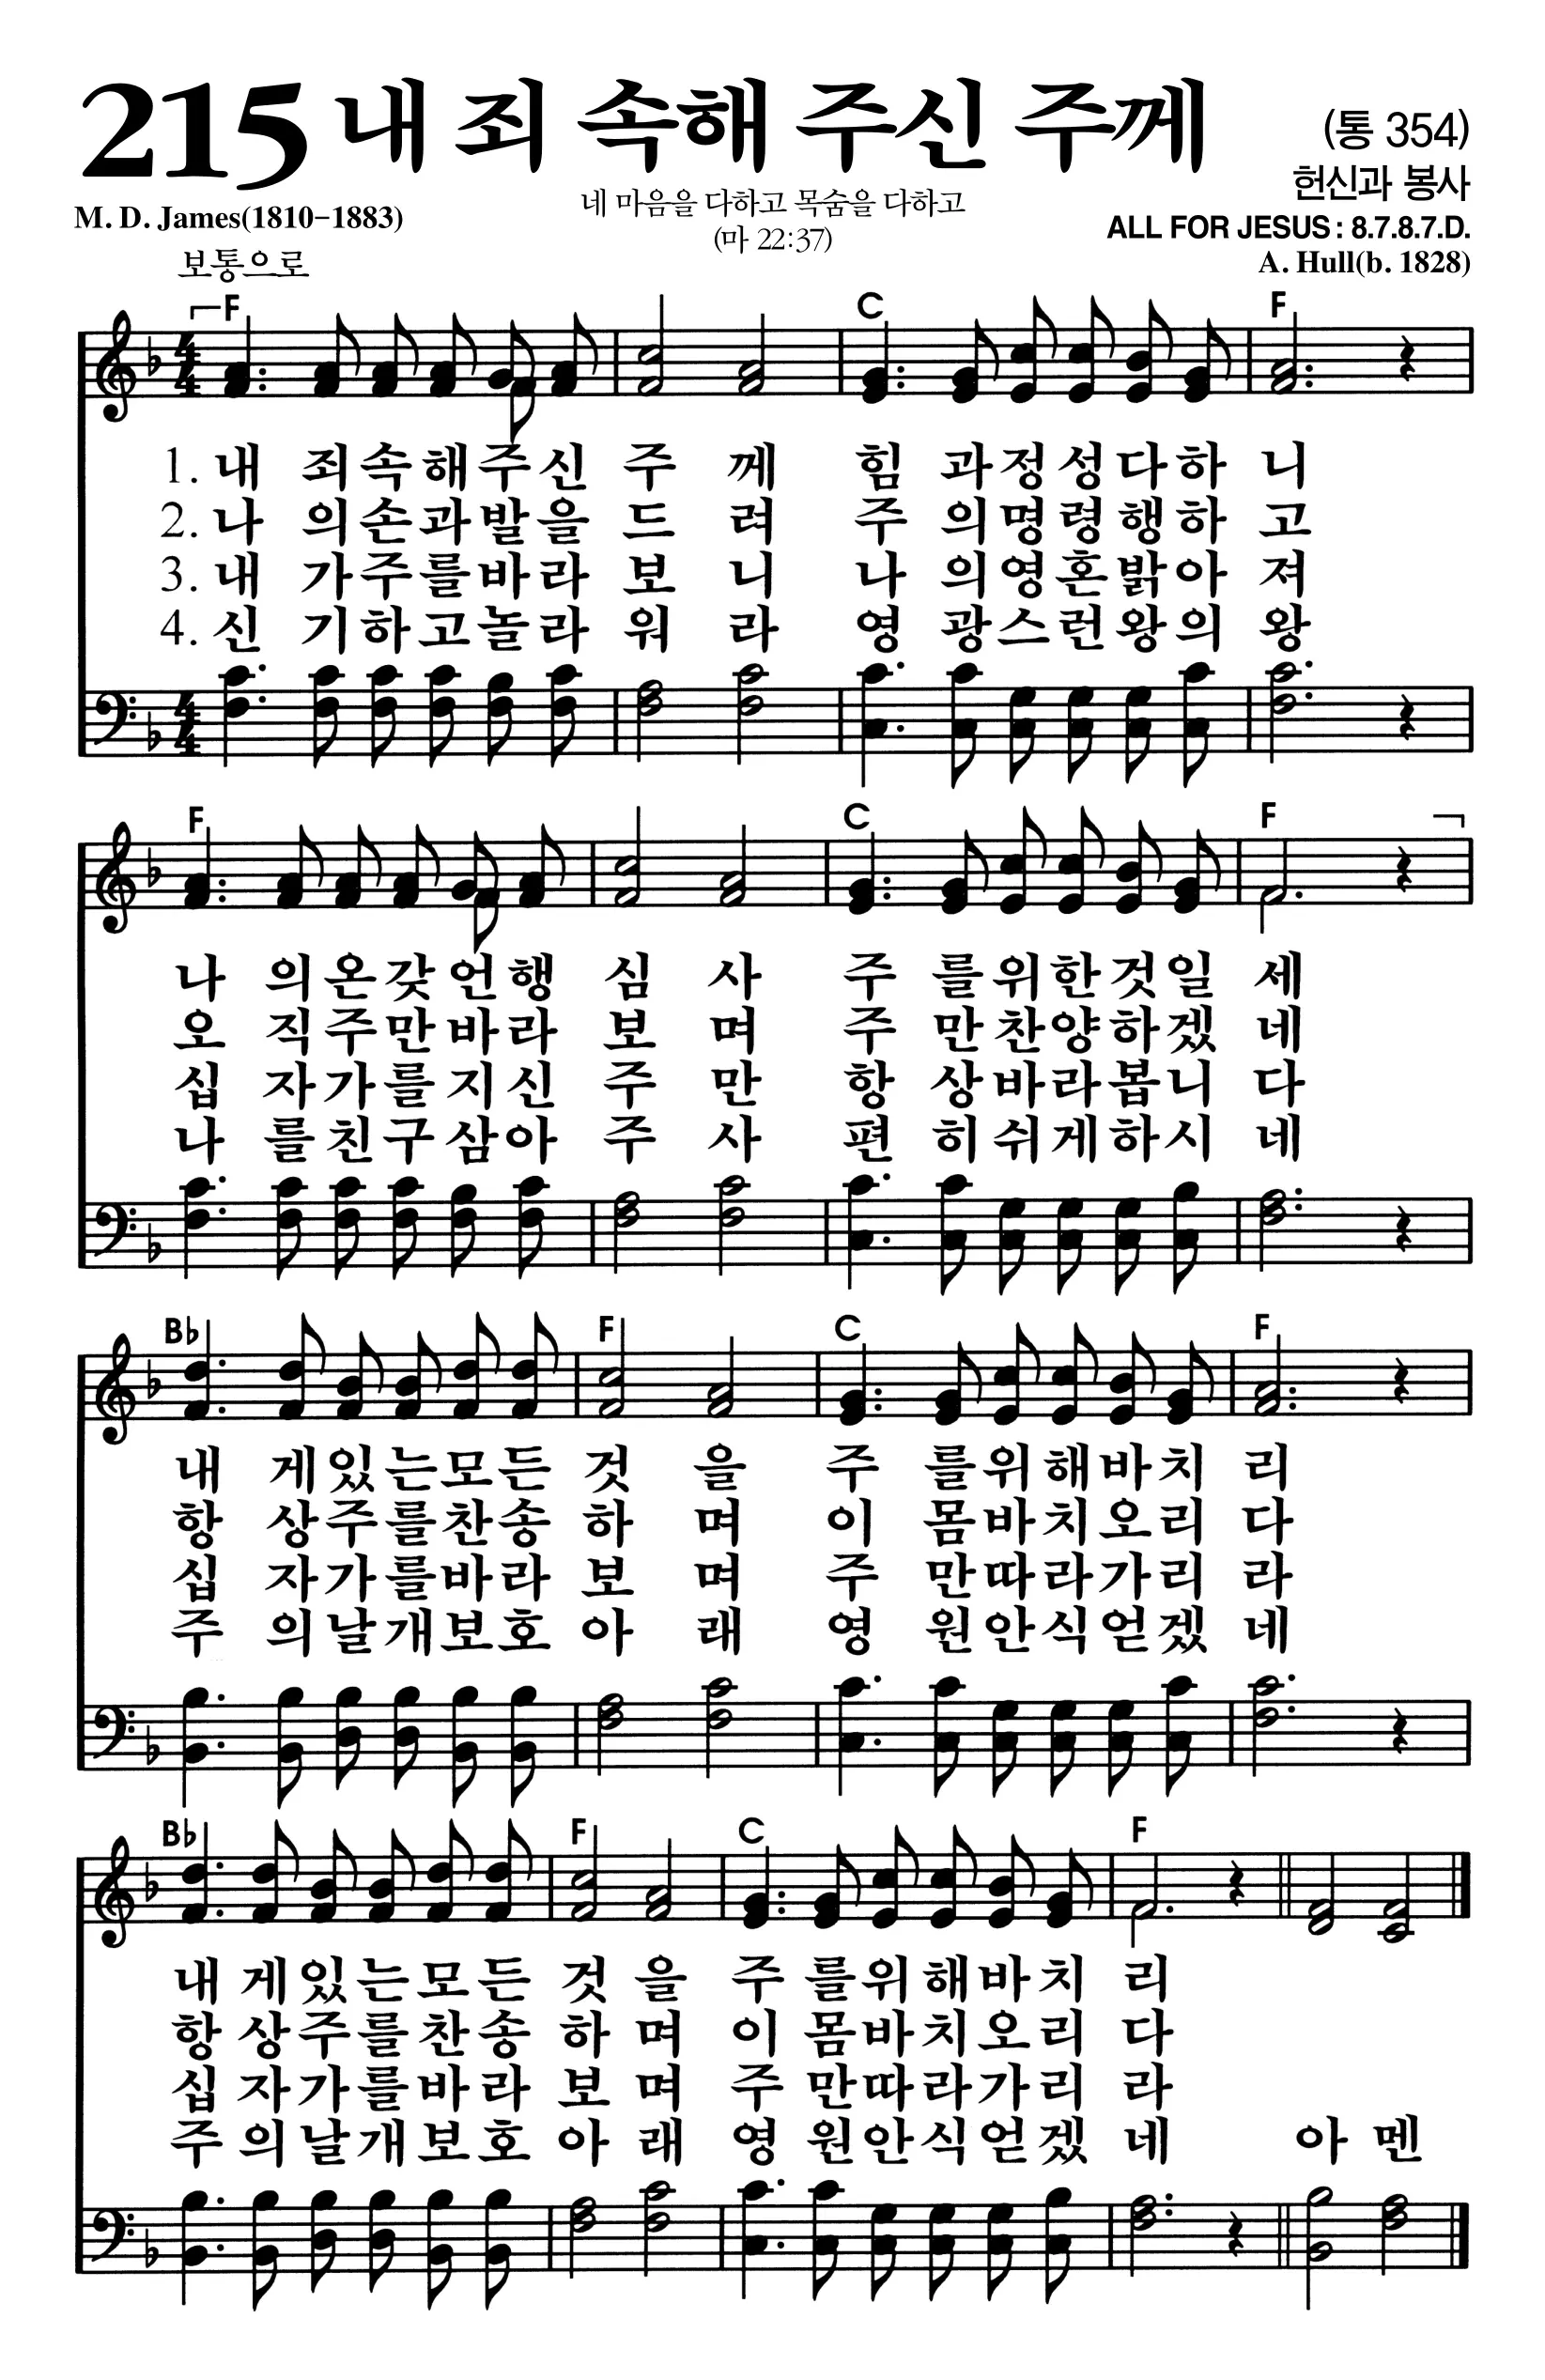 215 내 죄 속해 주신 주께 (통 354)
헌신과 봉사
네 마음을 다하고 목숨을 다하고
M. D. James(1810-1883) (마 22:37) ALL FOR JESUS : 8.7.8.7.D.
보통으로 A. Hull(b. 1828)
F C F
4 4
1. 내 죄속해주신 주 께 힘 과정성다하 니
2. 나 의손과발을 드 려 주 의명령행하 고
3. 내 가주를바라 보 니 나 의영혼밝아 져
4. 신 기하고놀라 워 라 영 광스런왕의 왕
4 4
F C F
나 의온갖언행 심 사 주 를위한것일 세
오 직주만바라 보 며 주 만찬양하겠 네
십 자가를지신 주 만 항 상바라봅니 다
나 를친구삼아 주 사 편 히쉬게하시 네
B♭ F C F
내 게있는모든 것 을 주 를위해바치 리
항 상주를찬송 하 며 이 몸바치오리 다
십 자가를바라 보 며 주 만따라가리 라
주 의날개보호 아 래 영 원안식얻겠 네
B♭ F C F
내 게있는모든 것 을 주 를위해바치 리
항 상주를찬송 하 며 이 몸바치오리 다
십 자가를바라 보 며 주 만따라가리 라
주 의날개보호 아 래 영 원안식얻겠 네 아 멘